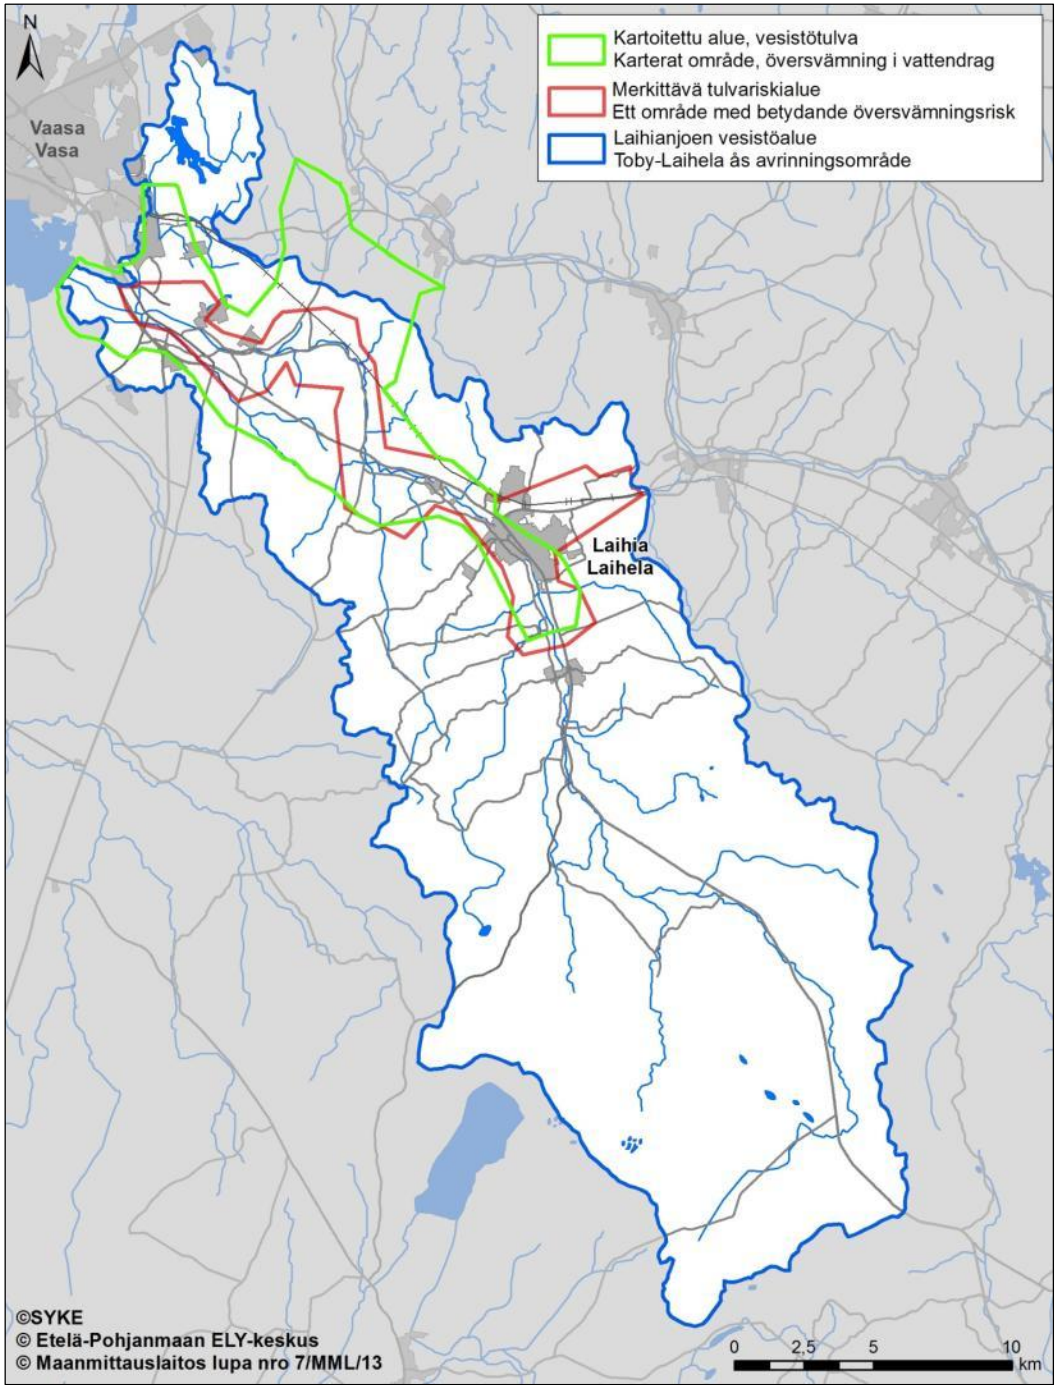 N
Kartoitettu alue, vesistötulva
Karterat område, översvämning i vattendrag
Merkittävä tulvariskialue
Ett område med betydande översvämningsrisk
Laihianjoen vesistöalue
Toby-Laihela ås avrinningsområde
Vaasa
Vasa
Laihia
Laihela
©SYKE
© Etelä-Pohjanmaan ELY-keskus
© Maanmittauslaitos lupa nro 7/MML/13
0 2,5 5 10
km